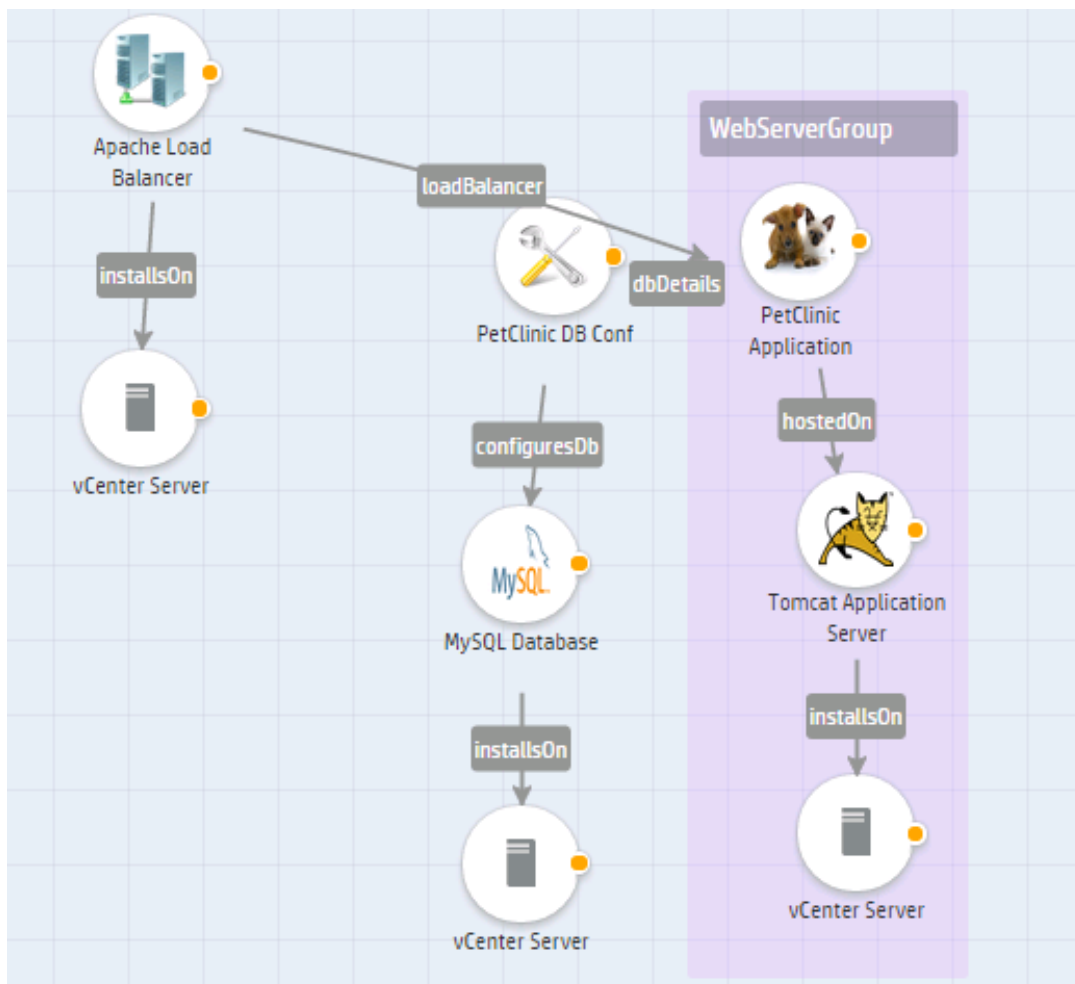 Apache Load
Balancer
WebServerGroup
loadBalancer
installsOn
dbDetails
PetClinic DB Conf
PetClinic
Application
configuresDb
hostedOn
vCenter Server
MySQL
MySQL Database
Tomcat Application
Server
installsOn
installsOn
vCenter Server
vCenter Server